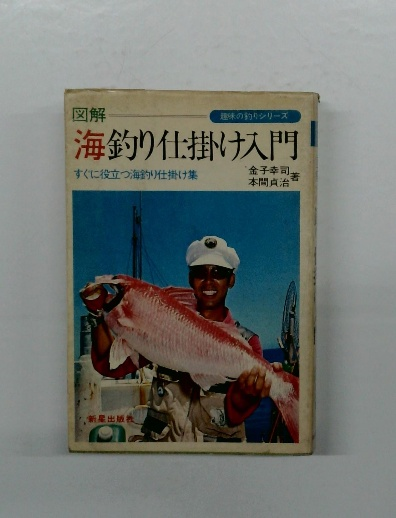 図解
趣味の釣りシリーズ
海釣り仕掛け入門
すぐに役立つ海釣り仕掛け集
金子幸司
本間貞治 著
新星出版社